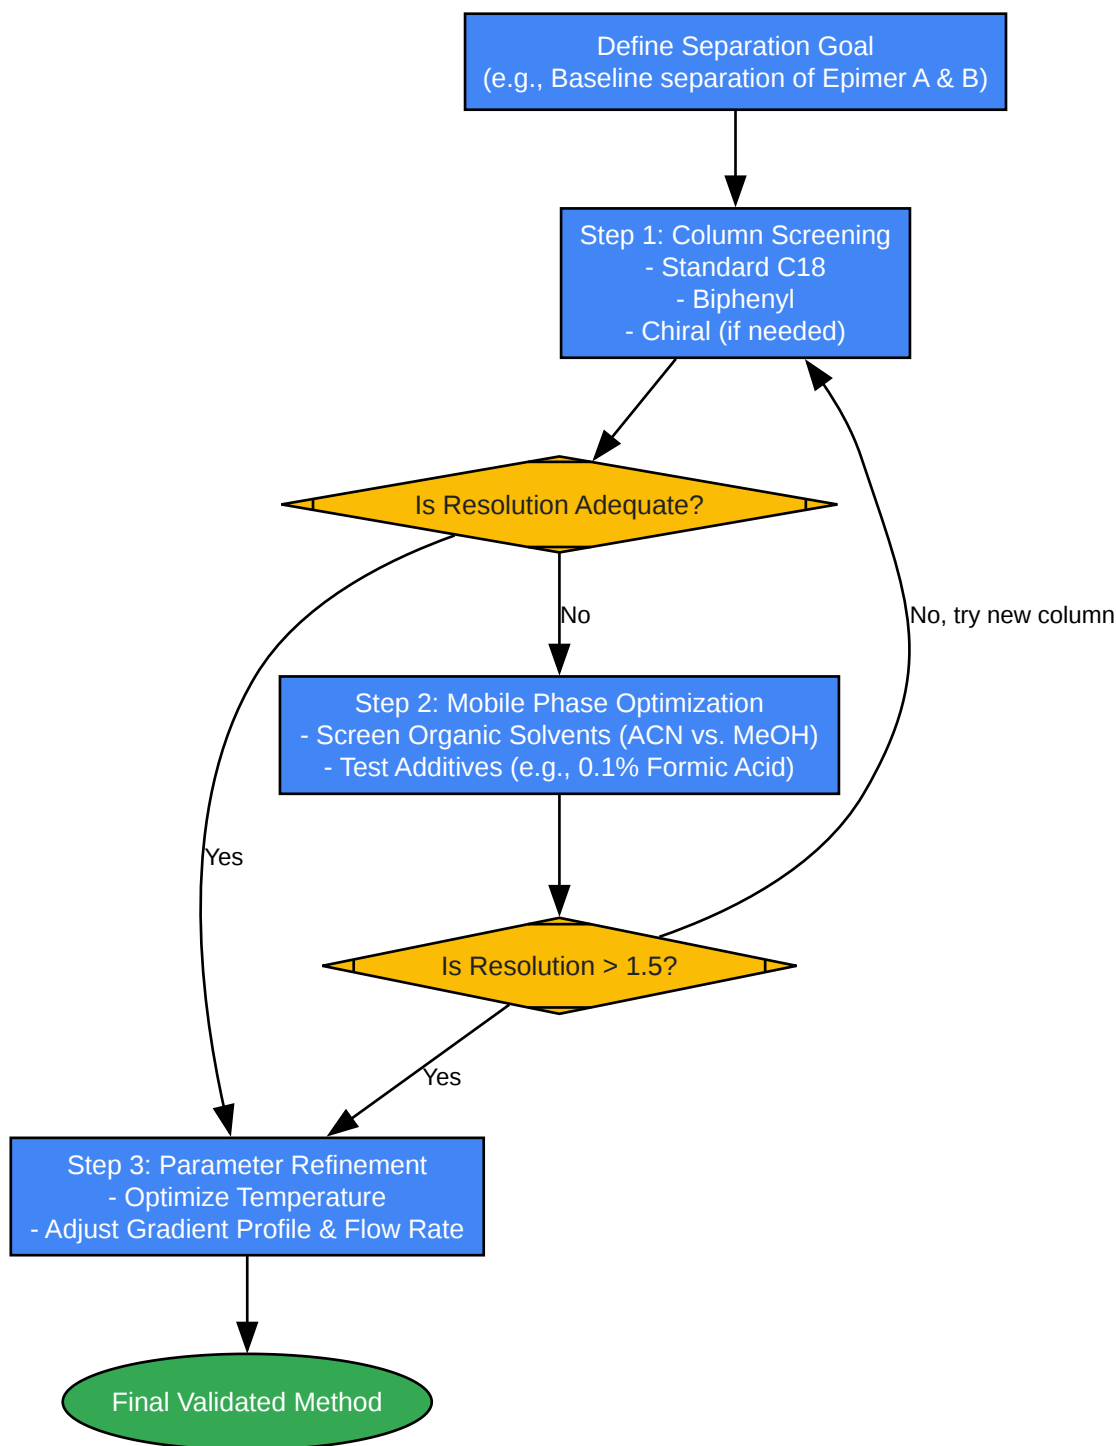 Define Separation Goal
(e.g., Baseline separation of Epimer A & B)
Step 1: Column Screening
- Standard C18
- Biphenyl
- Chiral (if needed)
Is Resolution Adequate?
No
No, try new column
Step 2: Mobile Phase Optimization
- Screen Organic Solvents (ACN vs. MeOH)
- Test Additives (e.g., 0.1% Formic Acid)
Yes
Is Resolution > 1.5?
Yes
Step 3: Parameter Refinement
- Optimize Temperature
- Adjust Gradient Profile & Flow Rate
Final Validated Method